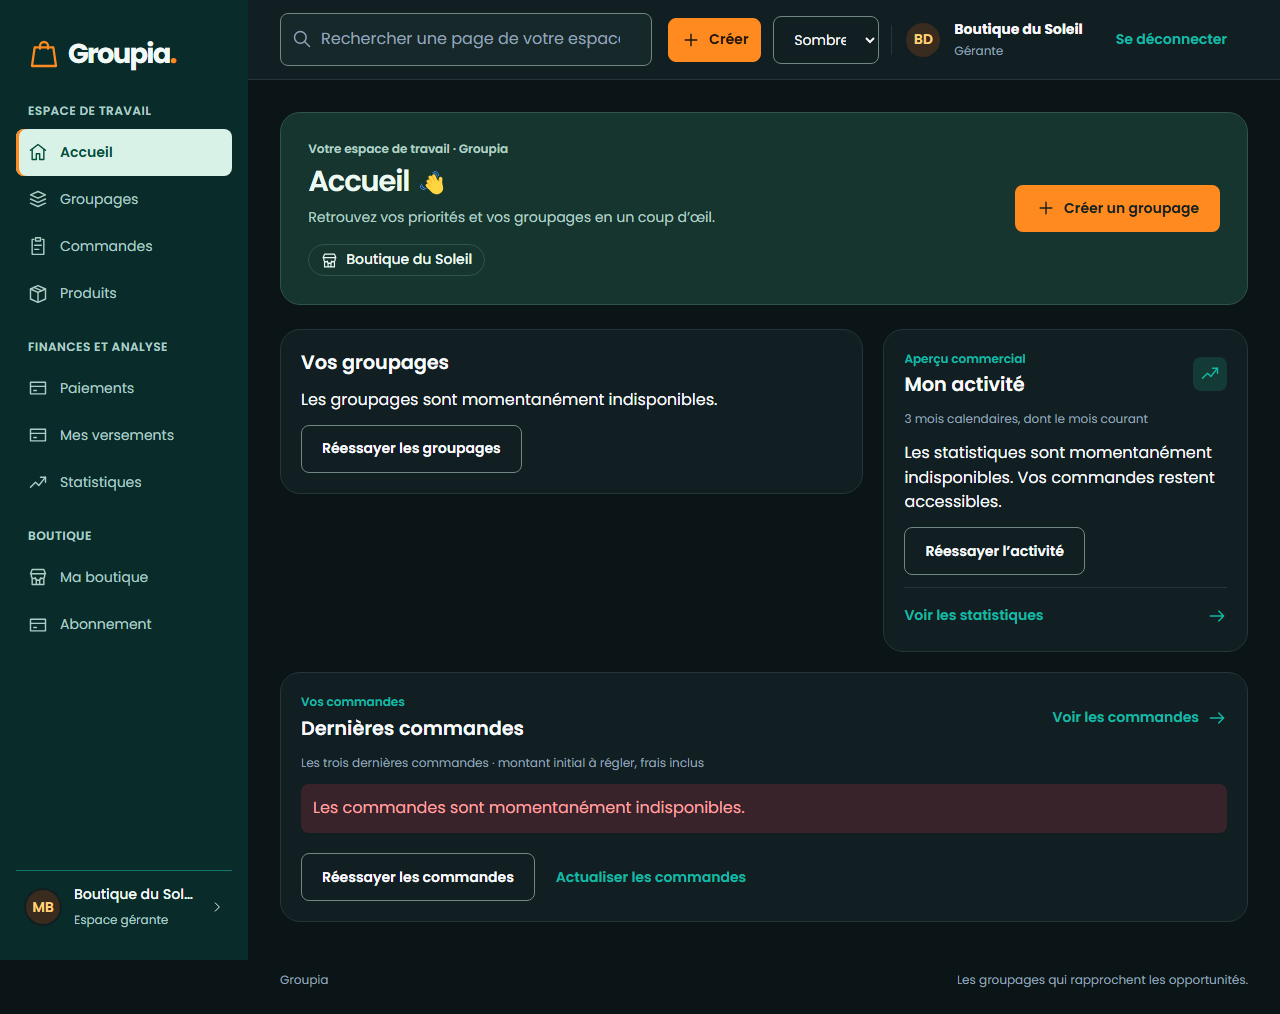 Groupia.
ESPACE DE TRAVAIL
Accueil
Groupages
Commandes
Produits
FINANCES ET ANALYSE
Paiements
Mes versements
Statistiques
BOUTIQUE
Ma boutique
Abonnement
MB
Boutique du Sol...
Espace gérante
Rechercher une page de votre espac
Créer
Sombre
BD
Boutique du Soleil
Gérante
Se déconnecter
Votre espace de travail · Groupia
Accueil 👋
Retrouvez vos priorités et vos groupages en un coup d’œil.
Boutique du Soleil
Créer un groupage
Vos groupages
Les groupages sont momentanément indisponibles.
Réessayer les groupages
Aperçu commercial
Mon activité
3 mois calendaires, dont le mois courant
Les statistiques sont momentanément
indisponibles. Vos commandes restent
accessibles.
Réessayer l’activité
Voir les statistiques
Vos commandes
Dernières commandes
Voir les commandes
Les trois dernières commandes · montant initial à régler, frais inclus
Les commandes sont momentanément indisponibles.
Réessayer les commandes
Actualiser les commandes
Groupia
Les groupages qui rapprochent les opportunités.